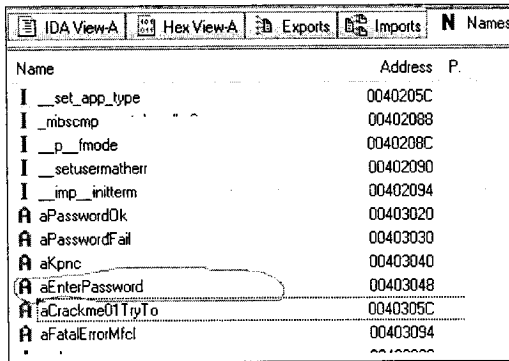 IDA View-A Hex View-A Exports Imports N Names
Name Address P.
I __set_app_type 0040205C
I _mbscmp 00402088
I __p__fmode 0040208C
I __setusermatherr 00402090
I __imp__initterm 00402094
A aPasswordOk 00403020
A aPasswordFail 00403030
A aKpnc 00403040
A aEnterPassword 00403048
A aCrackme01TryTo 0040305C
A aFatalErrorMfcl 00403094